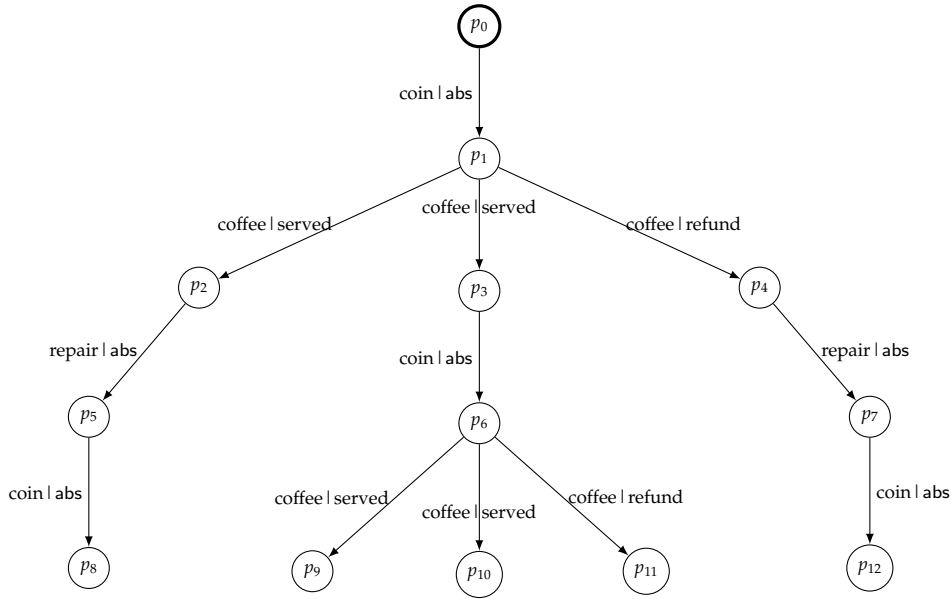 p0
coin | abs
p1
coffee | served
coffee | served
coffee | refund
p2
p3
p4
repair | abs
coin | abs
repair | abs
p5
p6
p7
coin | abs
coffee | served
coffee | served
coffee | refund
coin | abs
p8
p9
p10
p11
p12